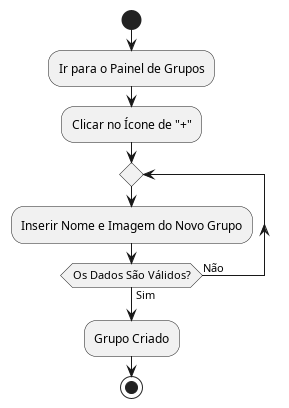 Ir para o Painel de Grupos
Clicar no Ícone de "+"
Inserir Nome e Imagem do Novo Grupo
Os Dados São Válidos?
Não
Sim
Grupo Criado